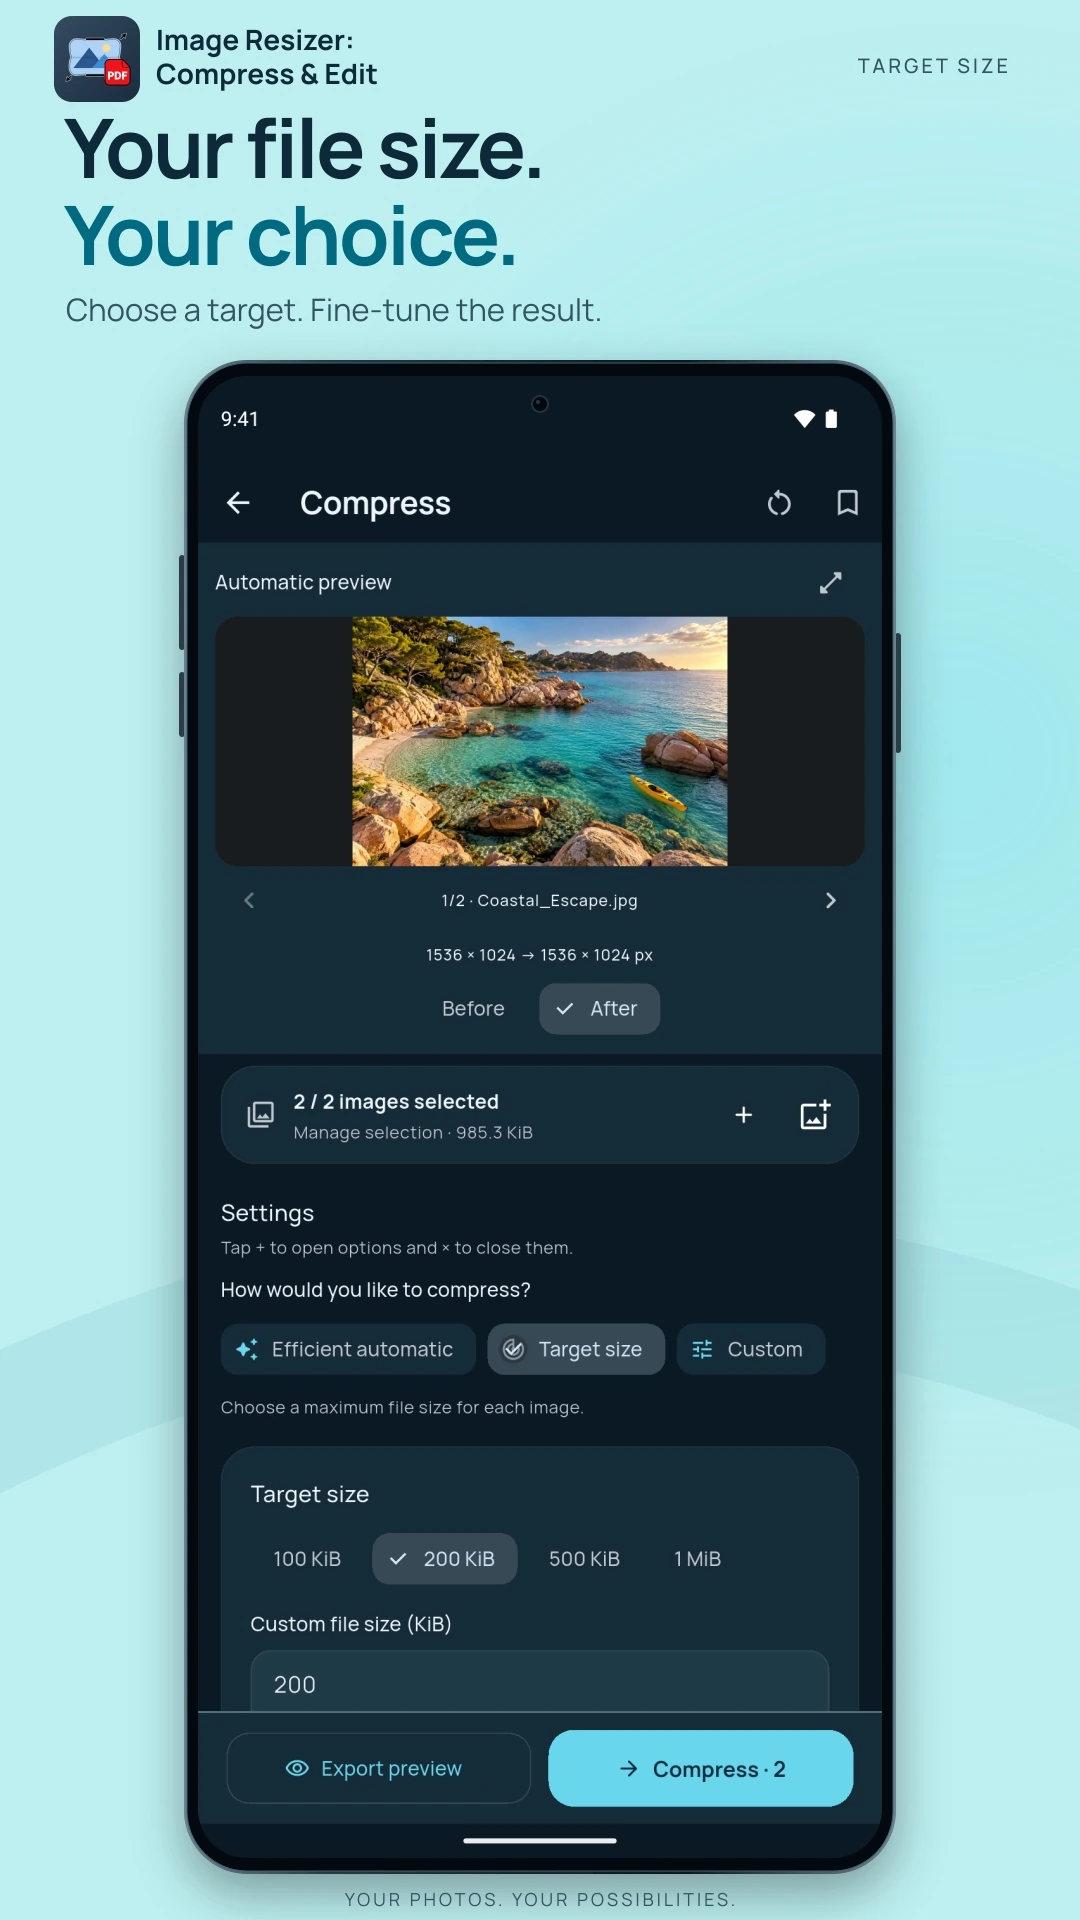 Image Resizer:
Compress & Edit
PDF
TARGET SIZE
Your file size.
Your choice.
Choose a target. Fine-tune the result.
9:41
Compress
Automatic preview
1/2 · Coastal_Escape.jpg
1536 × 1024 → 1536 × 1024 px
Before
After
2 / 2 images selected
Manage selection · 985.3 KiB
Settings
Tap + to open options and × to close them.
How would you like to compress?
Efficient automatic
Target size
Custom
Choose a maximum file size for each image.
Target size
100 KiB
200 KiB
500 KiB
1 MiB
Custom file size (KiB)
200
Export preview
Compress · 2
YOUR PHOTOS. YOUR POSSIBILITIES.